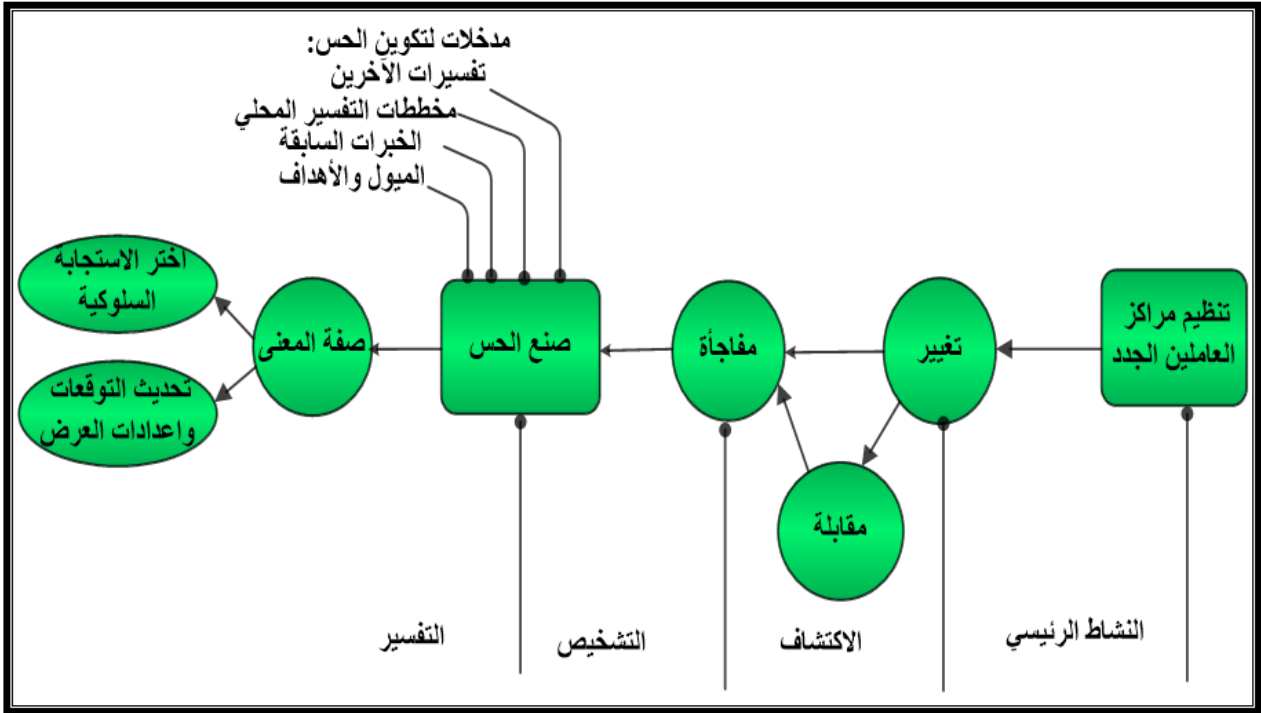 مدخلات لتكوين الحس:
تفسيرات الآخرين
مخططات التفسير المحلي
الخبرات السابقة
الميول والأهداف
تنظيم مراكز
العاملين الجدد
تغيير
مقابلة
مفاجأة
صنع الحس
صفة المعنى
اختر الاستجابة
السلوكية
تحديث التوقعات
واعدادات العرض
النشاط الرئيسي
الاكتشاف
التشخيص
التفسير